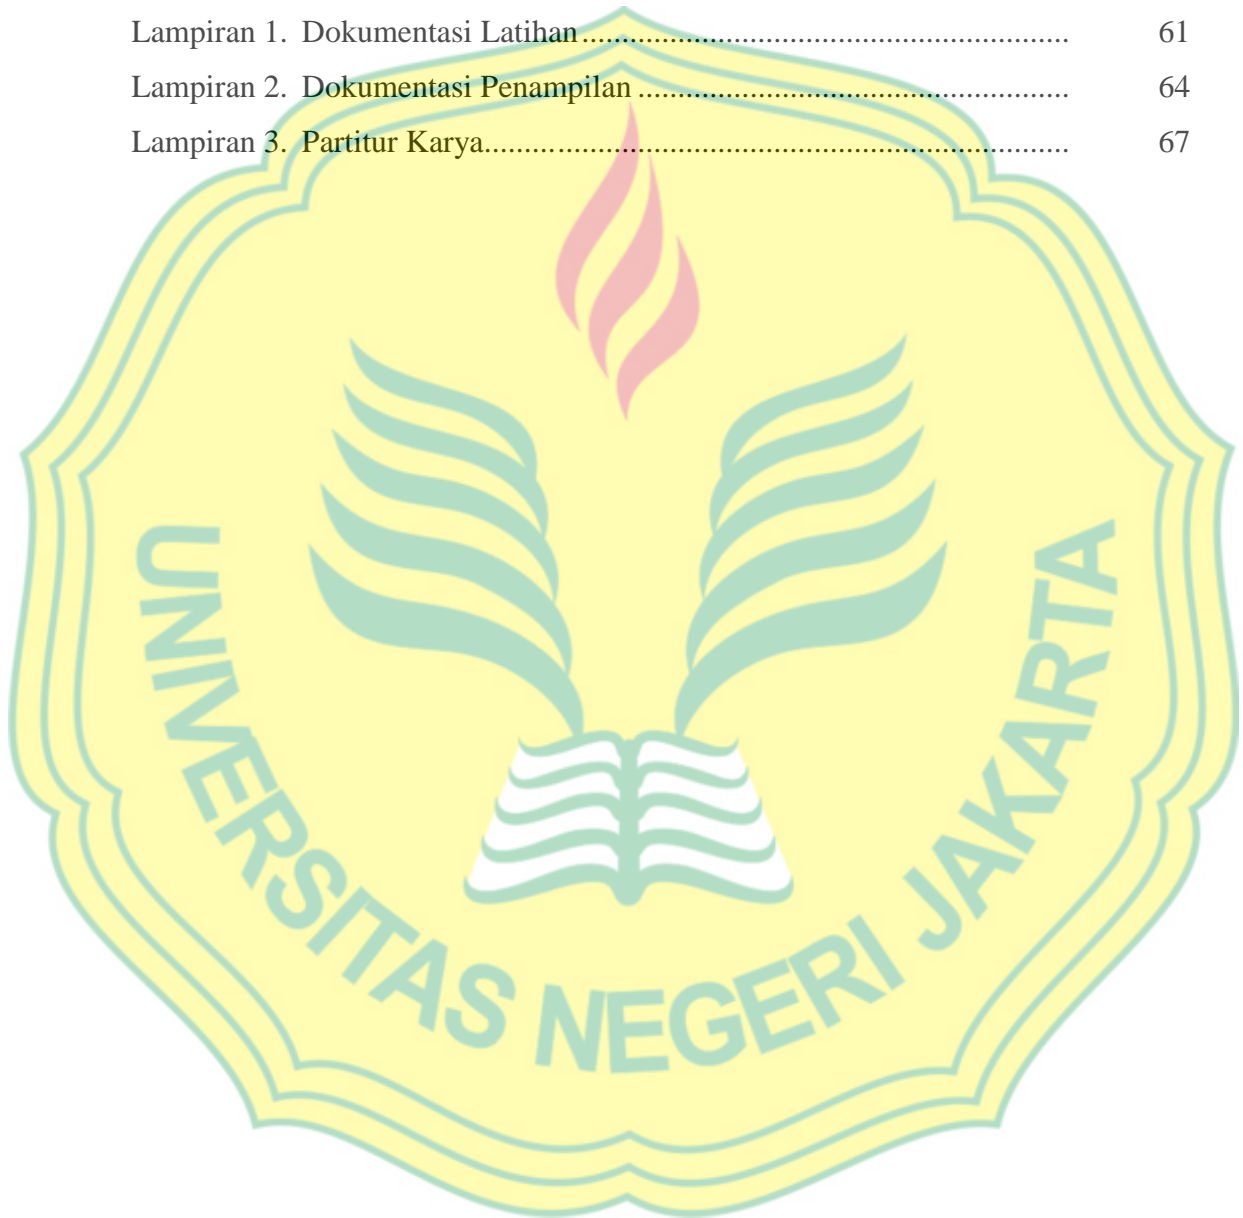 Lampiran 1. Dokumentasi Latihan............................................................. 61
Lampiran 2. Dokumentasi Penampilan...................................................... 64
Lampiran 3. Partitur Karya......................................................................... 67
UNIVERSITAS NEGERI JAKARTA